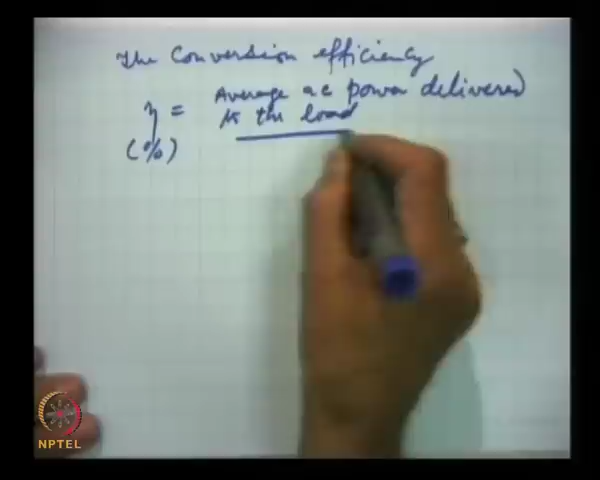 The Conversion efficiency
η = Average ac power delivered
to the load
(%)
NPTEL